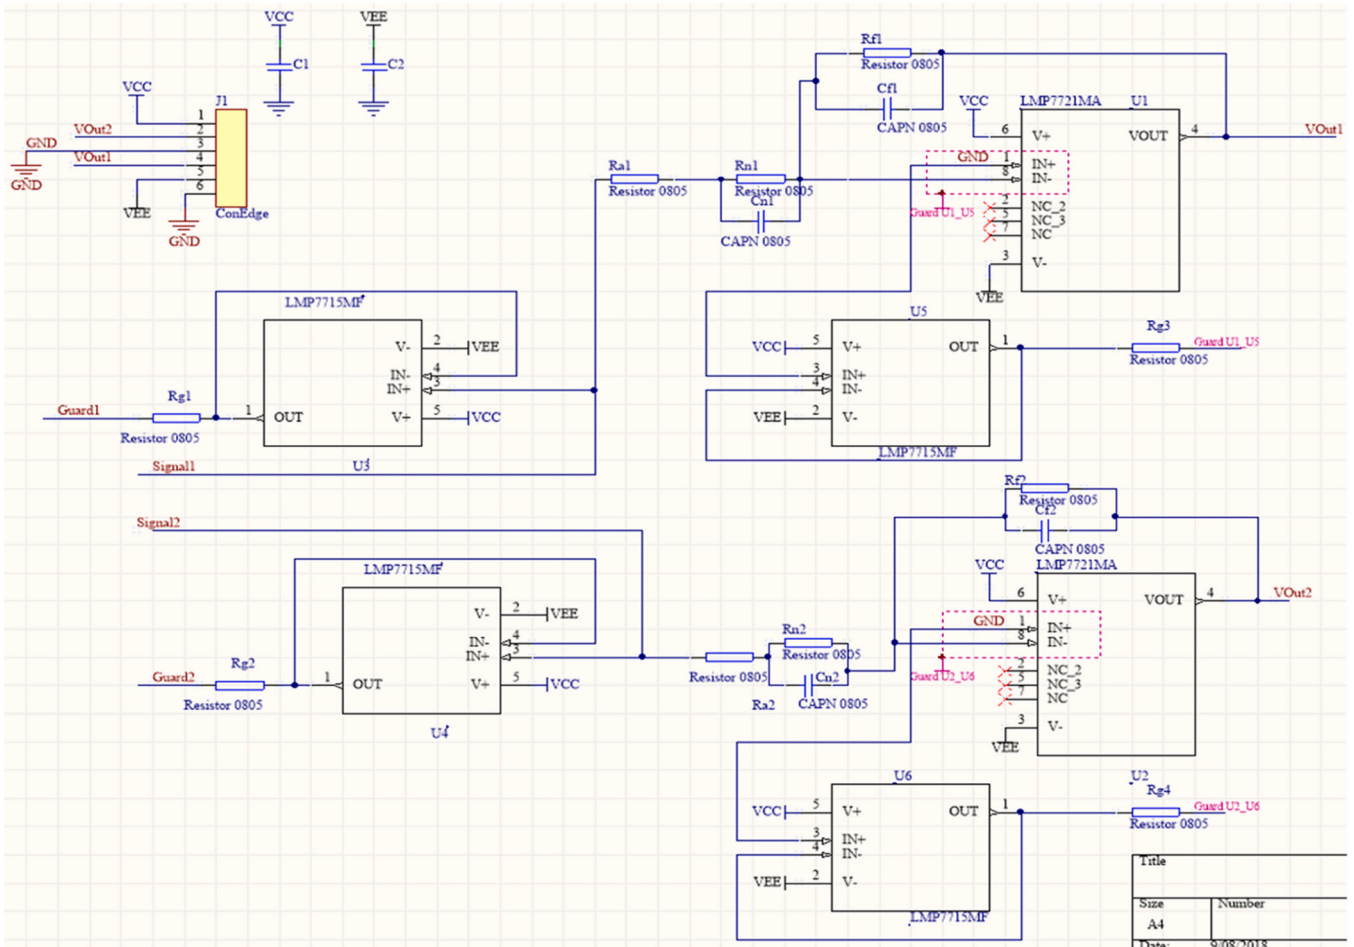 VCC
VEE
C1
C2
VCC
J1
1
VOut2
2
GND
3
VOut1
4
5
6
GND
VEE
ConEdge
GND
Rf1
Resistor 0805
Cf1
CAPN 0805
VCC
LMP7721MA
U1
6
V+
VOUT
4
VOut1
GND
1
IN+
8
IN-
Guard U1_U5
2
NC_2
5
NC_3
7
NC
3
V-
VEE
Ra1
Resistor 0805
Rn1
Resistor 0805
Cn1
CAPN 0805
LMP7715MF
V-
2
VEE
IN-
4
IN+
3
V+
5
VCC
Rg1
Guard1
1
OUT
Resistor 0805
U3
Signal1
U5
VCC
5
V+
OUT
1
3
IN+
4
IN-
VEE
2
V-
LMP7715MF
Rg3
Guard U1_U5
Resistor 0805
Signal2
LMP7715MF
V-
2
VEE
IN-
4
IN+
3
V+
5
VCC
Rg2
Guard2
1
OUT
Resistor 0805
U4
Rf2
Resistor 0805
Cf2
CAPN 0805
VCC
LMP7721MA
6
V+
VOUT
4
VOut2
GND
1
IN+
8
IN-
Guard U2_U6
2
NC_2
5
NC_3
7
NC
3
V-
VEE
Rn2
Resistor 0805
Resistor 0805
Cn2
Ra2
CAPN 0805
U6
U2
VCC
5
V+
OUT
1
3
IN+
4
IN-
VEE
2
V-
LMP7715MF
Rg4
Guard U2_U6
Resistor 0805
Title
Size
Number
A4
Date:
9/08/2018